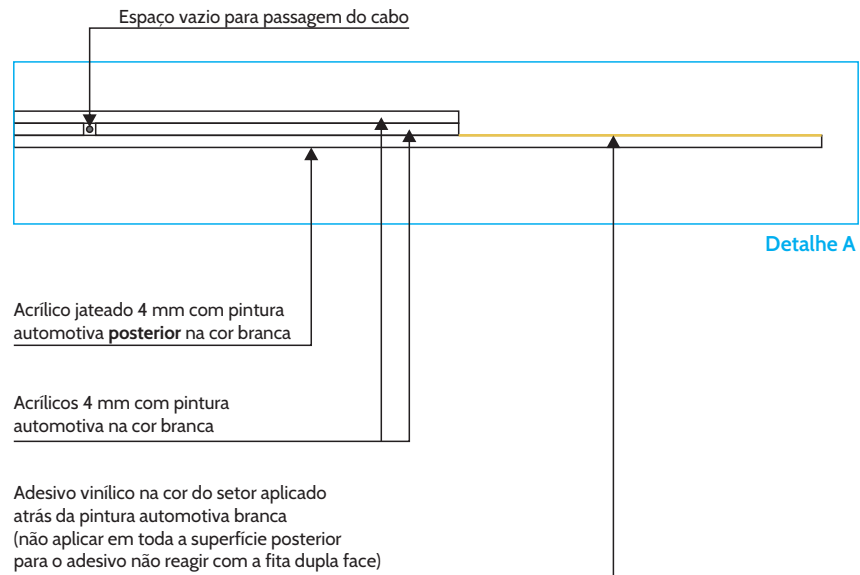 Espaço vazio para passagem do cabo
Detalhe A
Acrílico jateado 4 mm com pintura
automotiva posterior na cor branca
Acrílicos 4 mm com pintura
automotiva na cor branca
Adesivo vinílico na cor do setor aplicado
atrás da pintura automotiva branca
(não aplicar em toda a superfície posterior
para o adesivo não reagir com a fita dupla face)